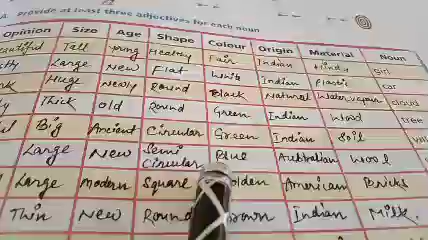 Provide at least three adjectives for each noun
Opinion Size Age Shape Colour Origin Material Noun
Tall young Healthy Fair Indian Hindu girl
Large New Flat White Indian Plastic car
Huge Newly Round Black Natural Water vapour cloud
Thick old Round Green Indian Wood tree
Big Ancient Circular Green Indian Soil
Large New Semi Circular Blue Australian Wool
Large Modern Square American Bricks
Thin New Round Indian Milk.